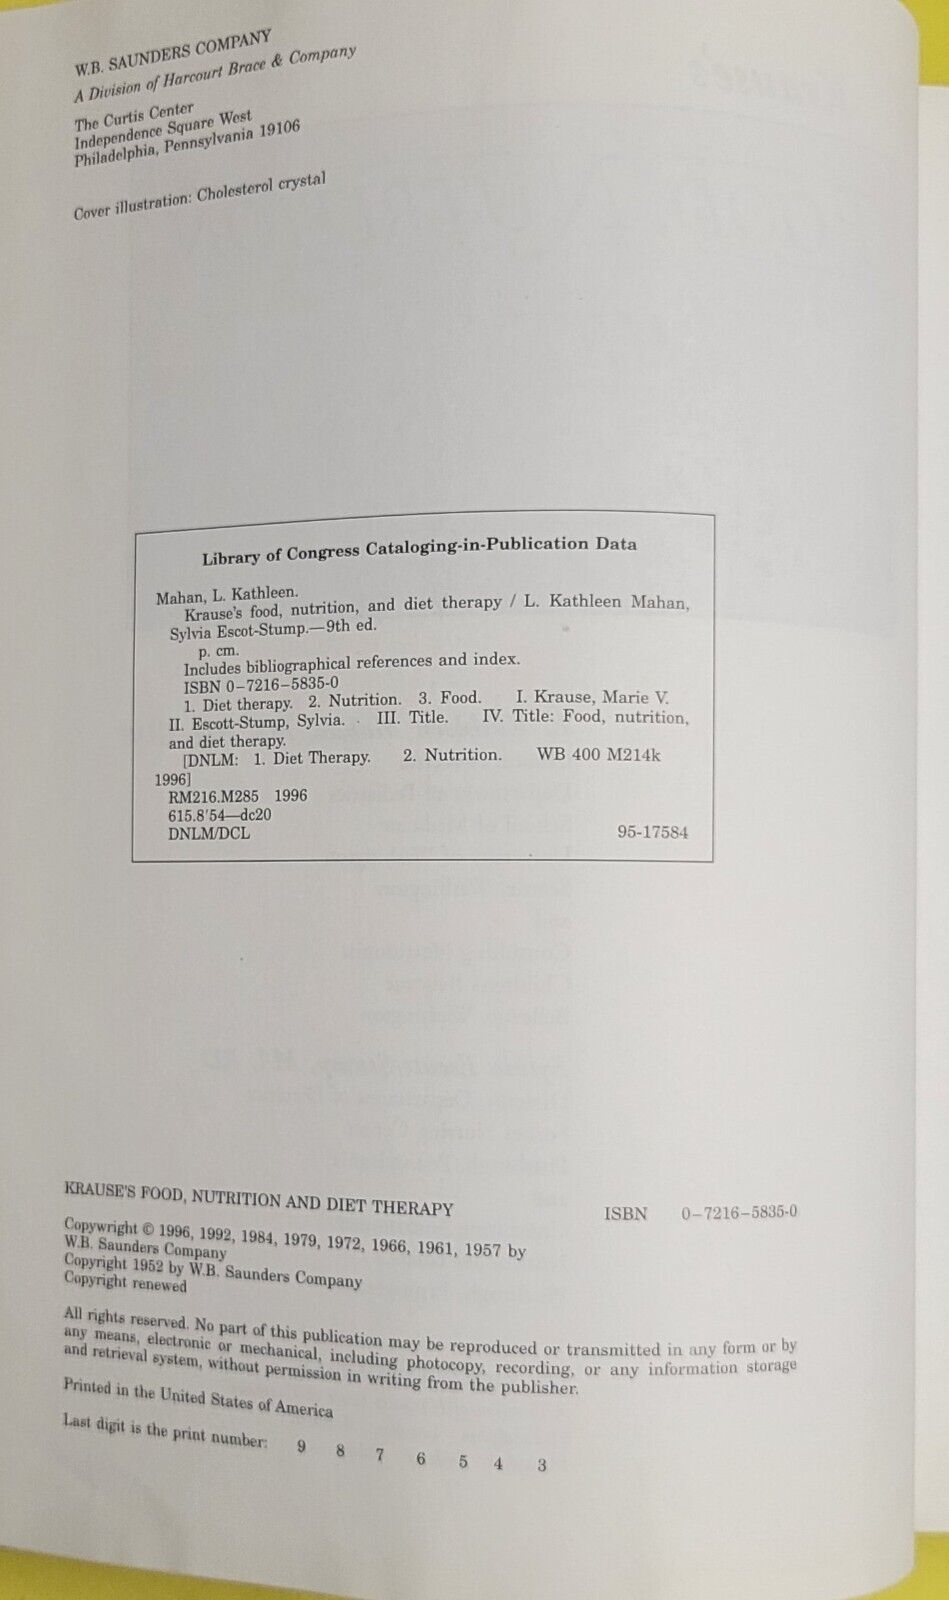 W.B. SAUNDERS COMPANY
A Division of Harcourt Brace & Company
The Curtis Center
Independence Square West
Philadelphia, Pennsylvania 19106
Cover illustration: Cholesterol crystal
Library of Congress Cataloging-in-Publication Data
Mahan, L. Kathleen.
Krause's food, nutrition, and diet therapy / L. Kathleen Mahan,
Sylvia Escot-Stump.—9th ed.
p. cm.
Includes bibliographical references and index.
ISBN 0-7216-5835-0
1. Diet therapy. 2. Nutrition. 3. Food. I. Krause, Marie V.
II. Escott-Stump, Sylvia. III. Title. IV. Title: Food, nutrition,
and diet therapy.
[DNLM: 1. Diet Therapy. 2. Nutrition. WB 400 M214k
1996]
RM216.M285 1996
615.8'54—dc20
DNLM/DCL 95-17584
KRAUSE'S FOOD, NUTRITION AND DIET THERAPY ISBN 0-7216-5835-0
Copywright © 1996, 1992, 1984, 1979, 1972, 1966, 1961, 1957 by
W.B. Saunders Company
Copyright 1952 by W.B. Saunders Company
Copyright renewed
All rights reserved. No part of this publication may be reproduced or transmitted in any form or by
any means, electronic or mechanical, including photocopy, recording, or any information storage
and retrieval system, without permission in writing from the publisher.
Printed in the United States of America
Last digit is the print number: 9 8 7 6 5 4 3